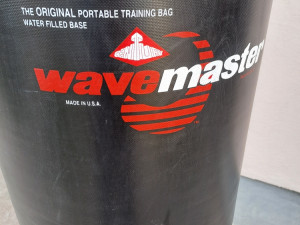 THE ORIGINAL PORTABLE TRAINING BAG
WATER FILLED BASE
wavemaster
MADE IN U.S.A.